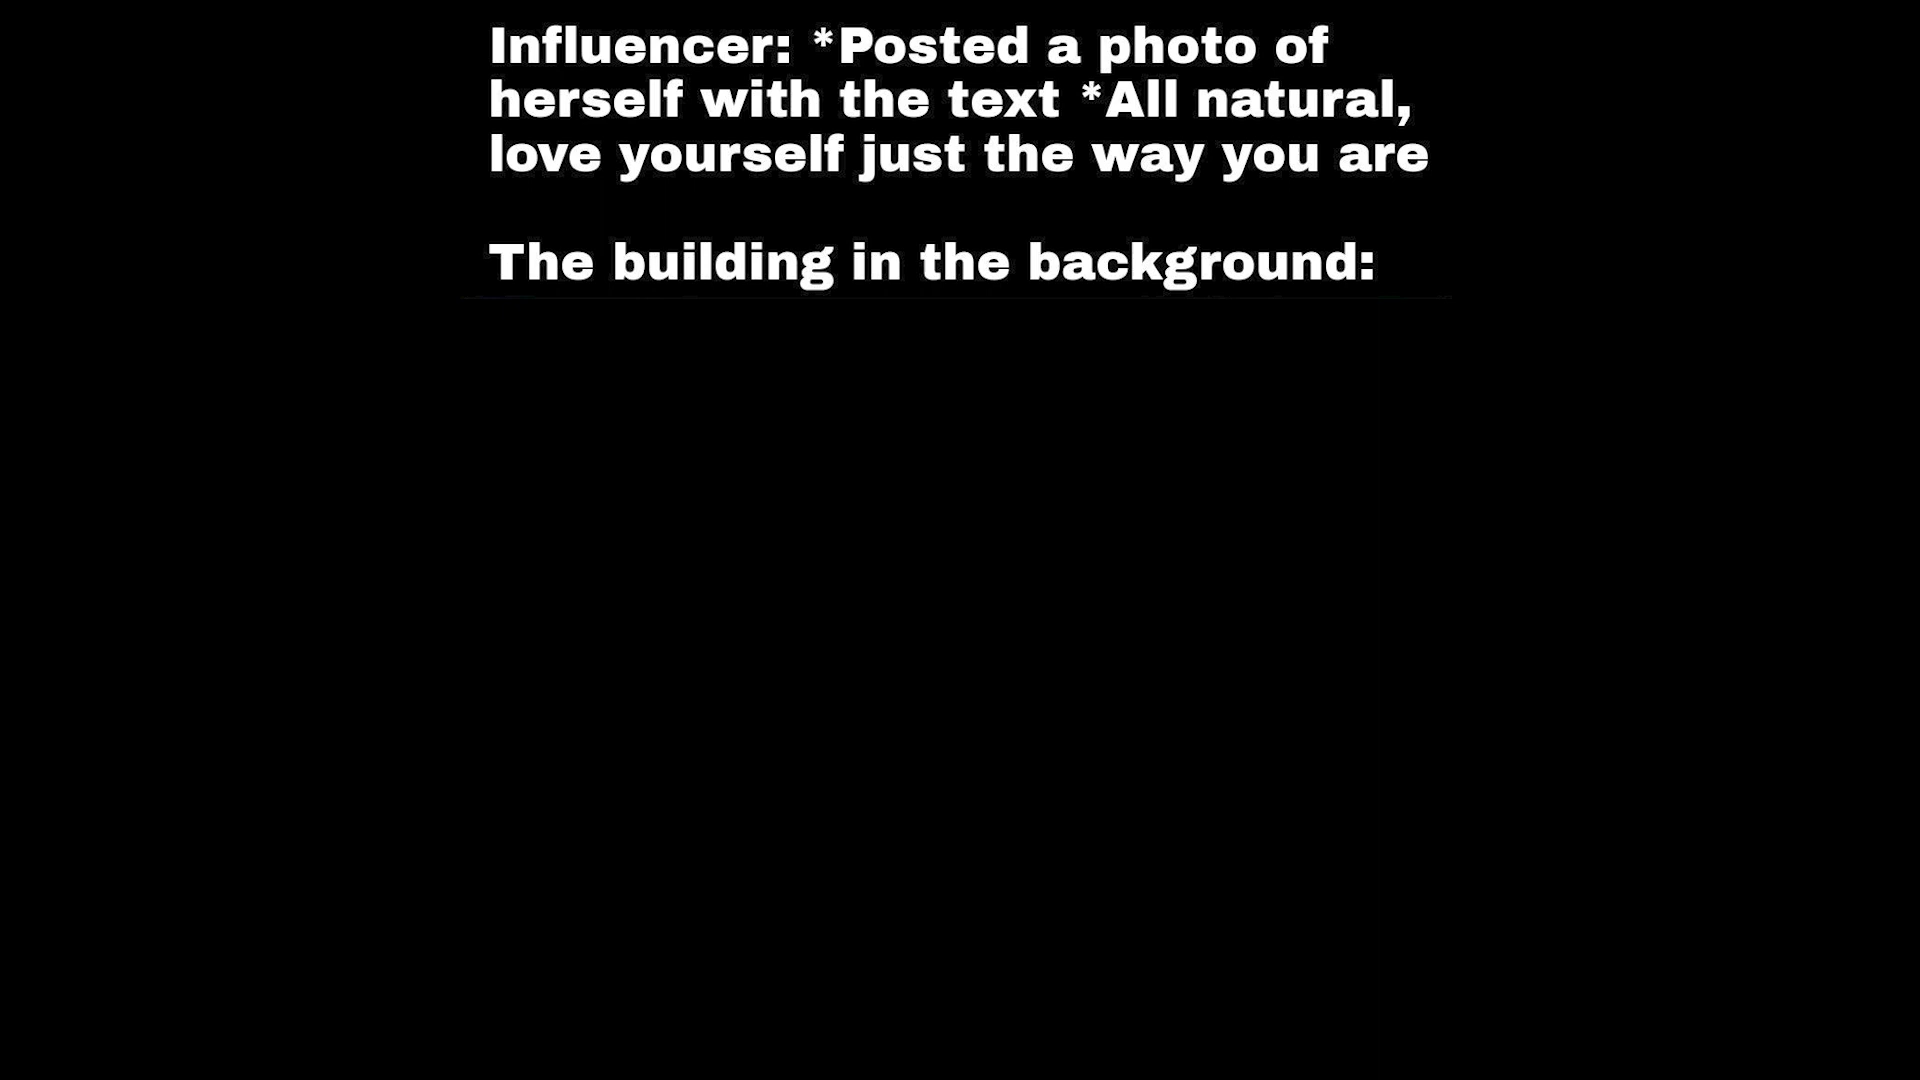 Influencer: *Posted a photo of
herself with the text *All natural,
love yourself just the way you are
The building in the background: